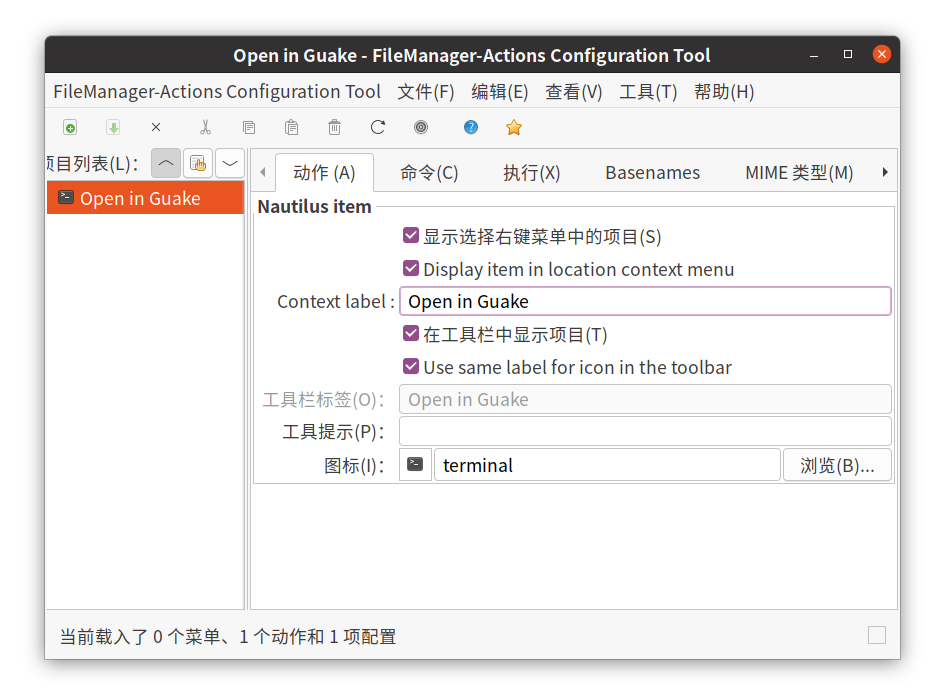 Open in Guake - FileManager-Actions Configuration Tool
FileManager-Actions Configuration Tool 文件(F) 编辑(E) 查看(V) 工具(T) 帮助(H)
项目列表(L)：
Open in Guake
动作 (A) 命令(C) 执行(X) Basenames MIME 类型(M)
Nautilus item
显示选择右键菜单中的项目(S)
Display item in location context menu
Context label : Open in Guake
在工具栏中显示项目(T)
Use same label for icon in the toolbar
工具栏标签(O)： Open in Guake
工具提示(P)：
图标(I)： terminal 浏览(B)...
当前载入了 0 个菜单、1 个动作和 1 项配置